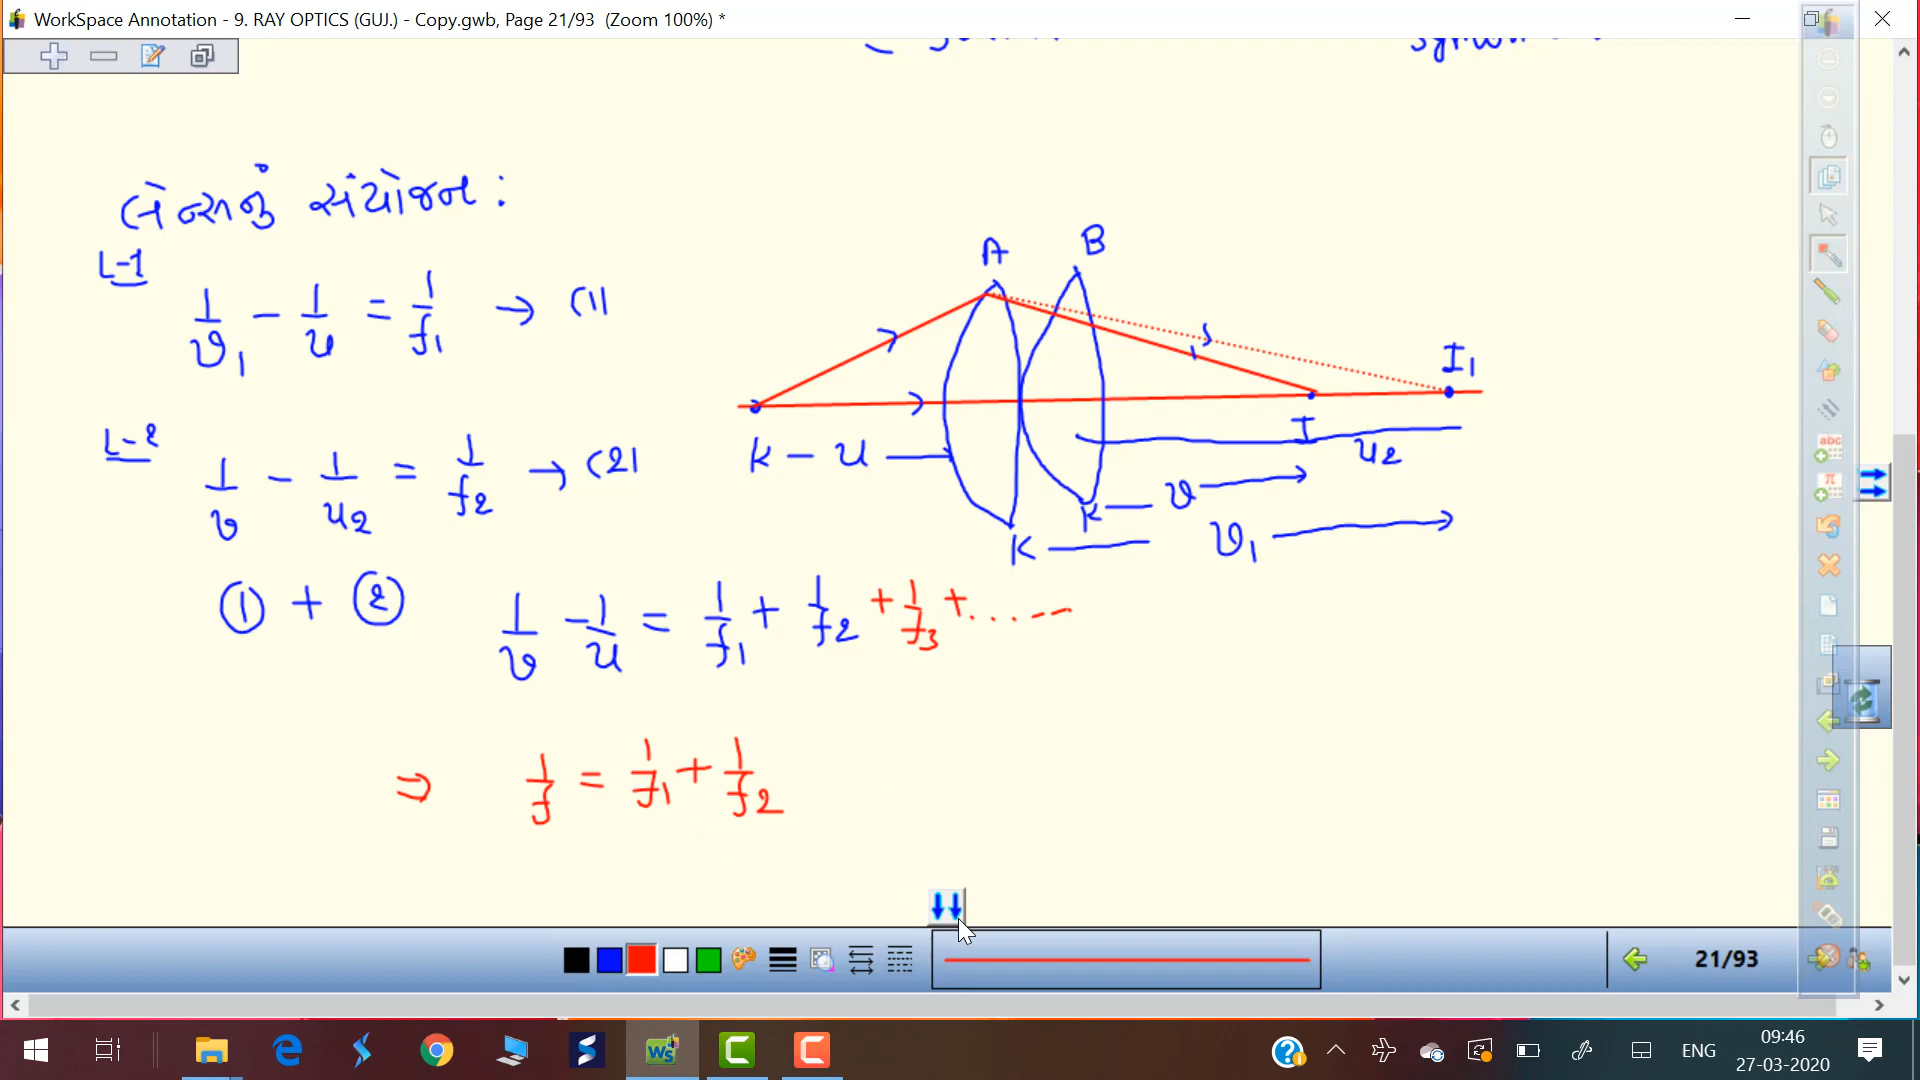 WorkSpace Annotation - 9. RAY OPTICS (GUJ.) - Copy.gwb, Page 21/93 (Zoom 100%) *
લેન્સનું સંયોજન :
L-1
1/v₁ - 1/u = 1/f₁ → (1)
L-2
1/v - 1/u₂ = 1/f₂ → (2)
① + ② 1/v - 1/u = 1/f₁ + 1/f₂ + 1/f₃ + .....--
⇒ 1/f = 1/f₁ + 1/f₂
A B
I₁
I
u
u₂
v
v₁
abc
π
21/93
ENG
09:46
27-03-2020